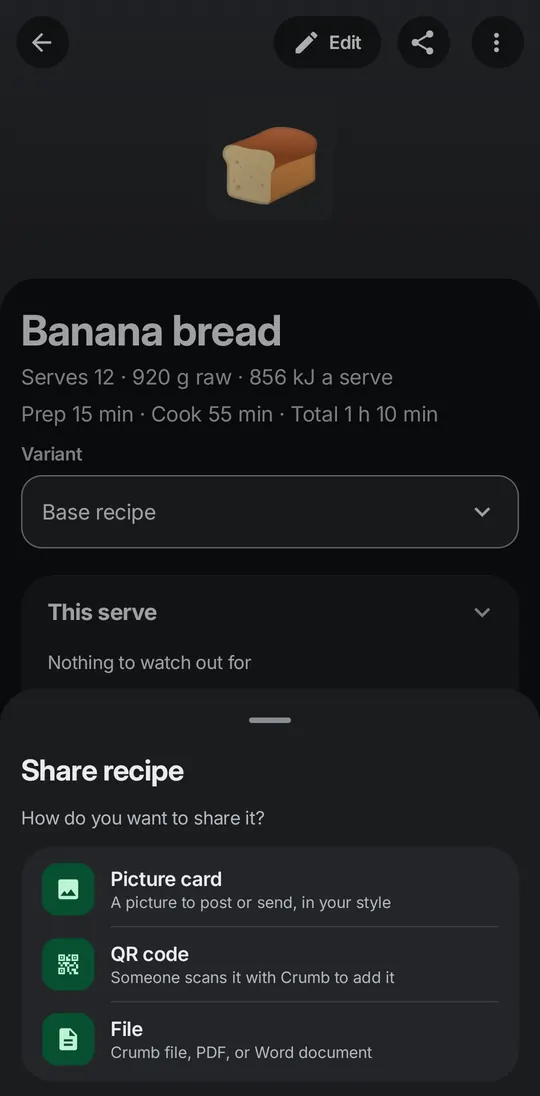 Edit
Banana bread
Serves 12 · 920 g raw · 856 kJ a serve
Prep 15 min · Cook 55 min · Total 1 h 10 min
Variant
Base recipe
This serve
Nothing to watch out for
Share recipe
How do you want to share it?
Picture card
A picture to post or send, in your style
QR code
Someone scans it with Crumb to add it
File
Crumb file, PDF, or Word document